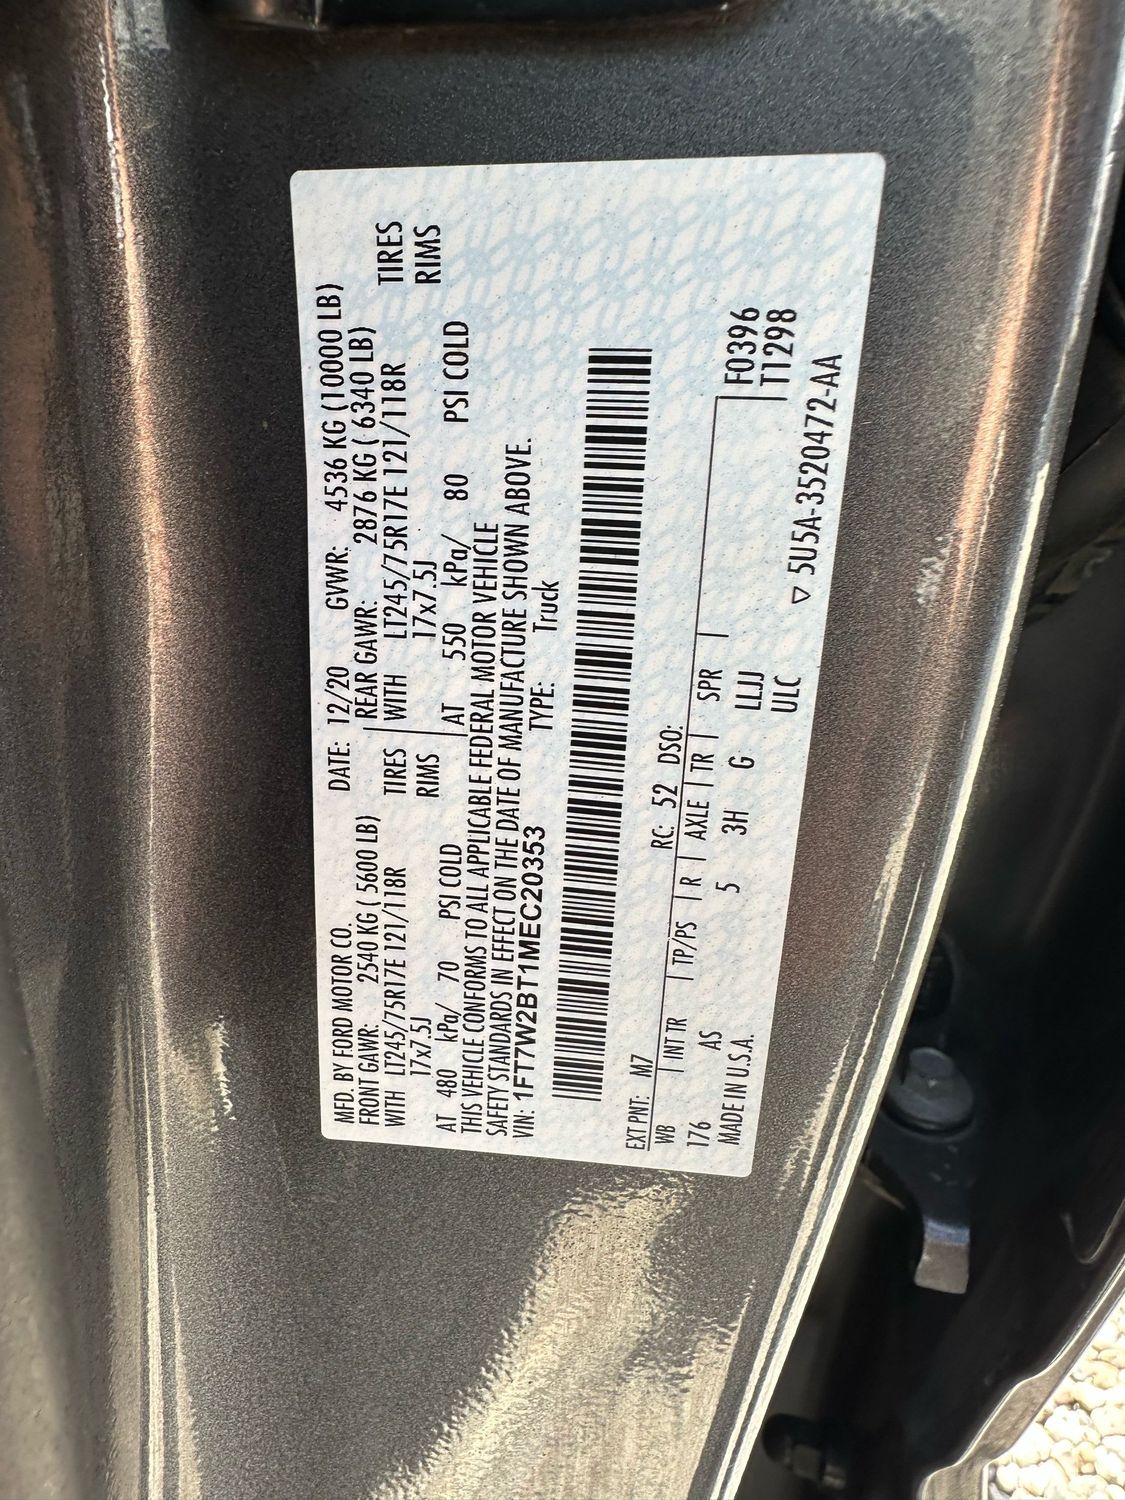 MFD. BY FORD MOTOR CO. DATE: 12/20 GVWR: 4536 KG (10000 LB)
FRONT GAWR: 2540 KG ( 5600 LB) REAR GAWR: 2876 KG ( 6340 LB)
WITH LT245/75R17E 121/118R TIRES WITH LT245/75R17E 121/118R TIRES
17x7.5J RIMS 17x7.5J RIMS
AT 480 kPa/ 70 PSI COLD AT 550 kPa/ 80 PSI COLD
THIS VEHICLE CONFORMS TO ALL APPLICABLE FEDERAL MOTOR VEHICLE
SAFETY STANDARDS IN EFFECT ON THE DATE OF MANUFACTURE SHOWN ABOVE.
VIN: 1FT7W2BT1MEC20353 TYPE: Truck
EXT PNT: M7 RC: 52 DSO:
WB | INT TR | TP/PS | R | AXLE | TR | SPR |
176 AS 5 3H G LLJJ F0396
MADE IN U.S.A. ULC T1298
▽ 5U5A-3520472-AA